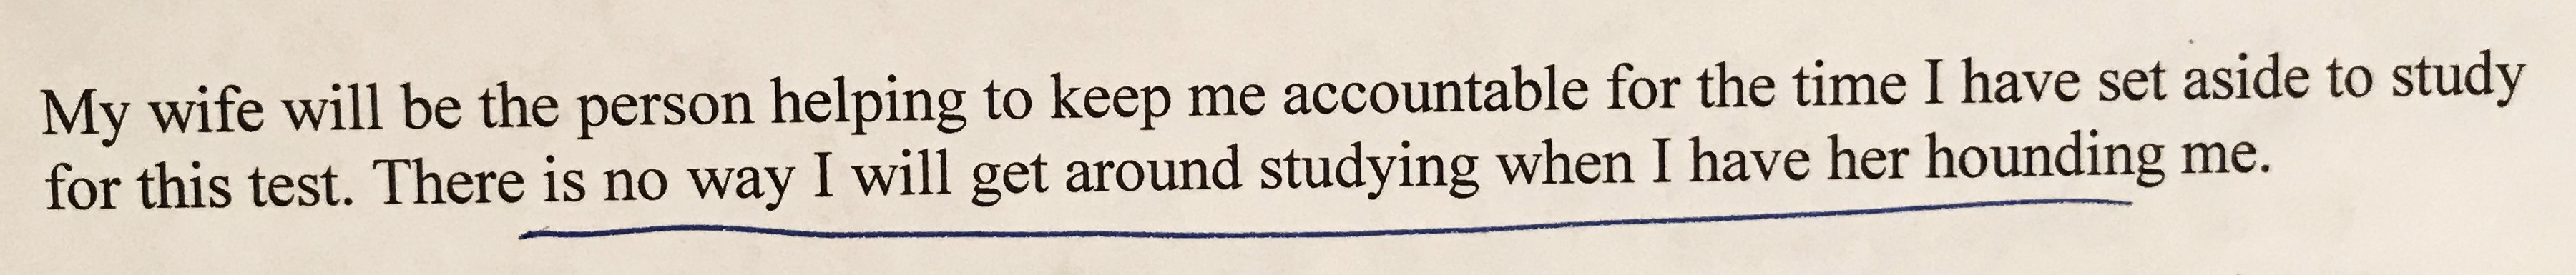 My wife will be the person helping to keep me accountable for the time I have set aside to study
for this test. There is no way I will get around studying when I have her hounding me.